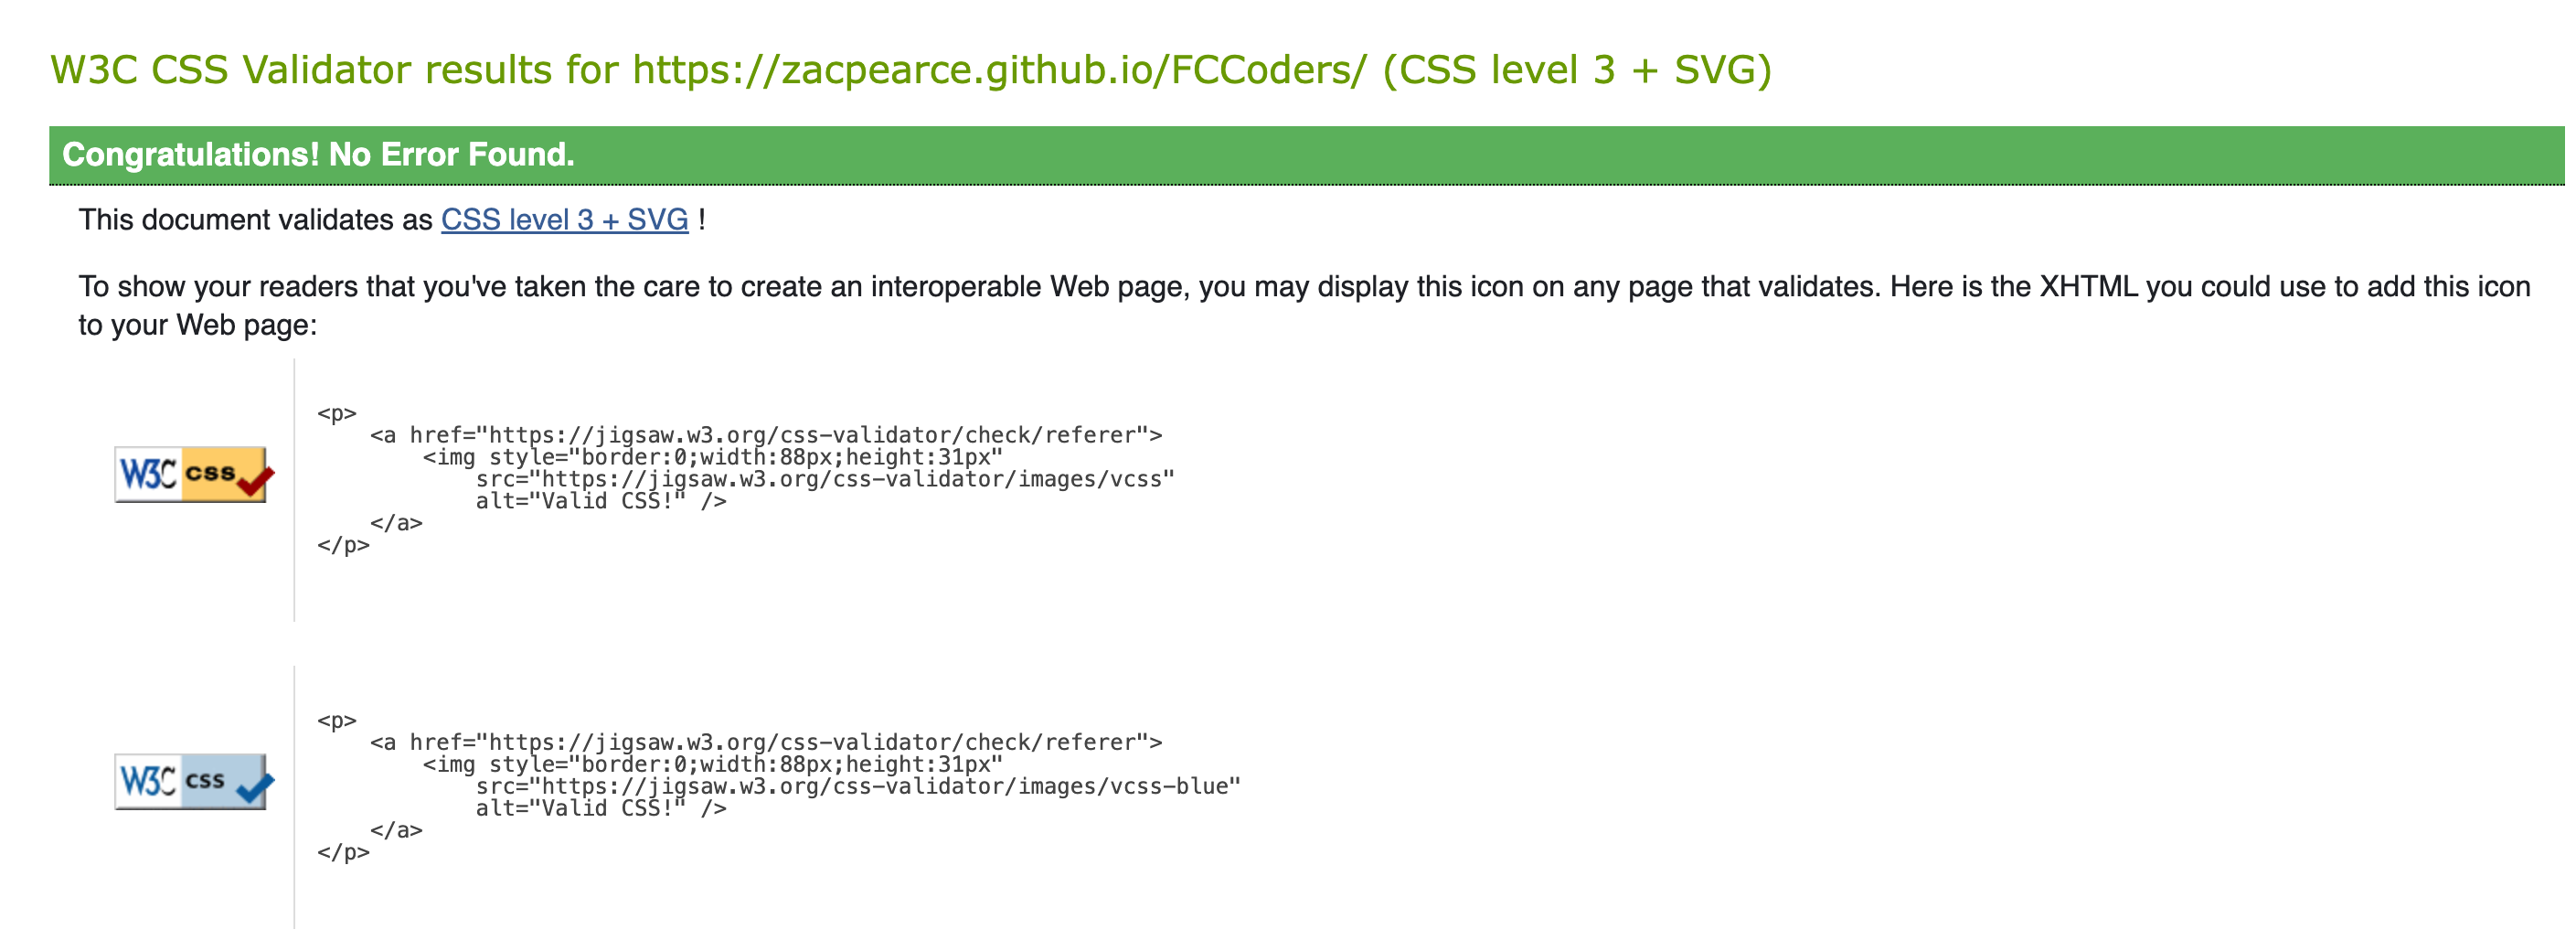 W3C CSS Validator results for https://zacpearce.github.io/FCCoders/ (CSS level 3 + SVG)
Congratulations! No Error Found.
This document validates as CSS level 3 + SVG !
To show your readers that you've taken the care to create an interoperable Web page, you may display this icon on any page that validates. Here is the XHTML you could use to add this icon
to your Web page:
W3C css
<p>
    <a href="https://jigsaw.w3.org/css-validator/check/referer">
        <img style="border:0;width:88px;height:31px"
            src="https://jigsaw.w3.org/css-validator/images/vcss"
            alt="Valid CSS!" />
    </a>
</p>
W3C css
<p>
    <a href="https://jigsaw.w3.org/css-validator/check/referer">
        <img style="border:0;width:88px;height:31px"
            src="https://jigsaw.w3.org/css-validator/images/vcss-blue"
            alt="Valid CSS!" />
    </a>
</p>